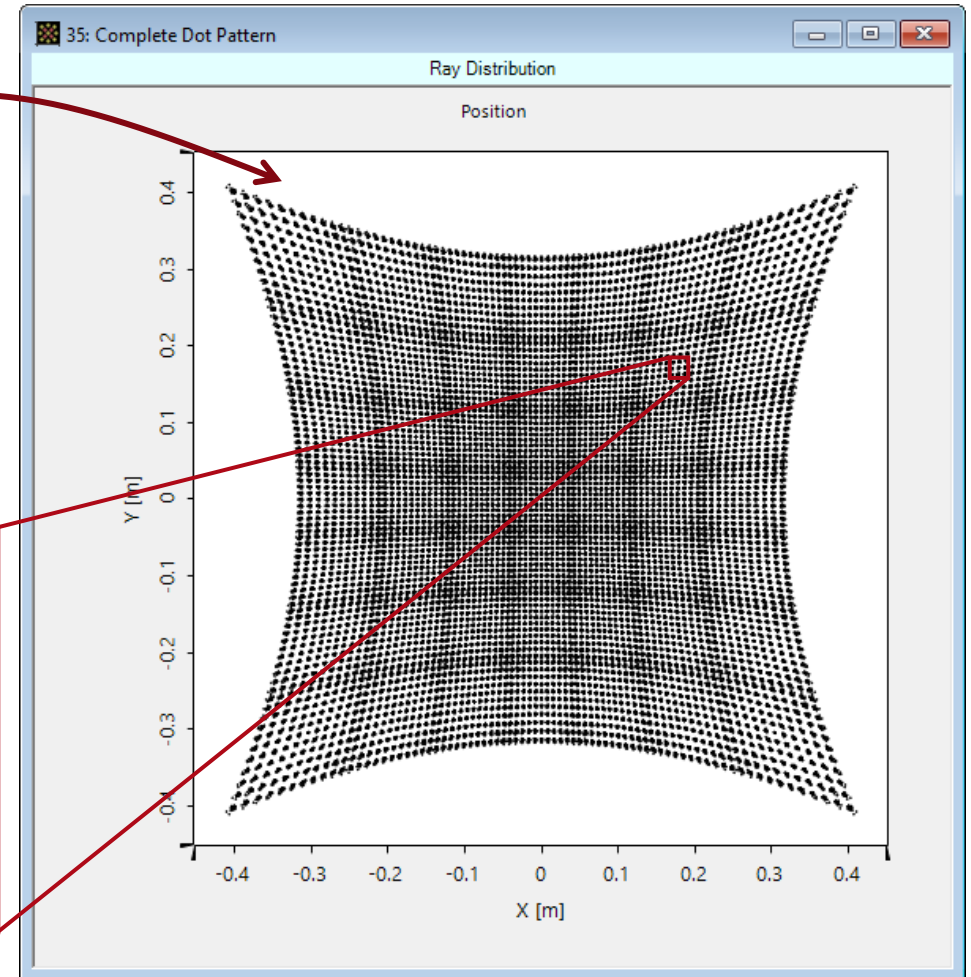 35: Complete Dot Pattern
Ray Distribution
Position
0.4
0.3
0.2
0.1
0
-0.1
-0.2
-0.3
-0.4
Y [m]
-0.4 -0.3 -0.2 -0.1 0 0.1 0.2 0.3 0.4
X [m]